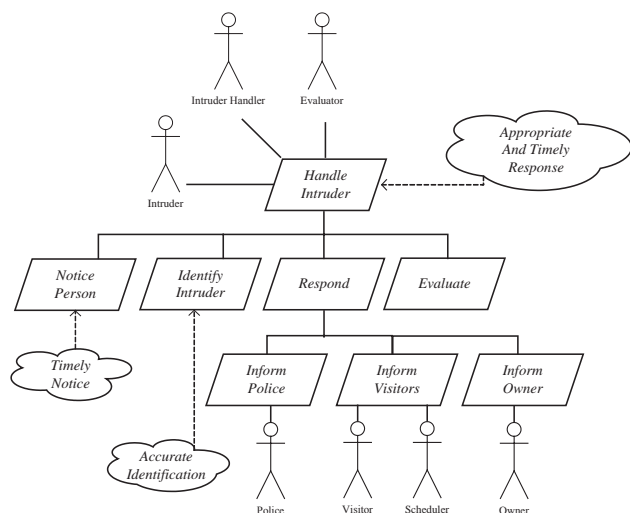 Intruder Handler
Evaluator
Appropriate
And Timely
Response
Handle
Intruder
Intruder
Notice
Person
Identify
Intruder
Respond
Evaluate
Timely
Notice
Inform
Police
Inform
Visitors
Inform
Owner
Accurate
Identification
Police
Visitor
Scheduler
Owner